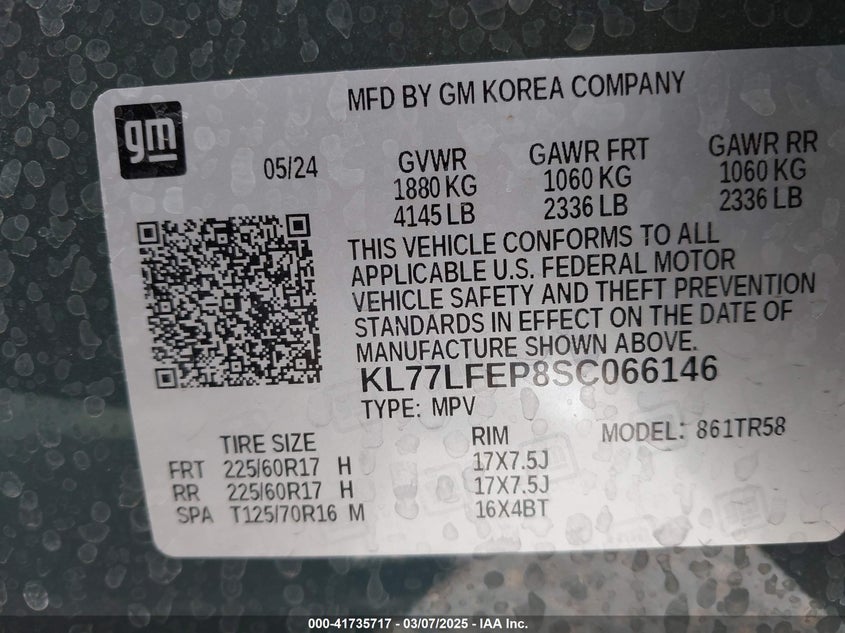 MFD BY GM KOREA COMPANY
gm
05/24
GVWR GAWR FRT GAWR RR
1880 KG 1060 KG 1060 KG
4145 LB 2336 LB 2336 LB
THIS VEHICLE CONFORMS TO ALL
APPLICABLE U.S. FEDERAL MOTOR
VEHICLE SAFETY AND THEFT PREVENTION
STANDARDS IN EFFECT ON THE DATE OF
MANUFACTURE SHOWN ABOVE.
KL77LFEP8SC066146
TYPE: MPV
TIRE SIZE RIM MODEL: 861TR58
FRT 225/60R17 H 17X7.5J
RR 225/60R17 H 17X7.5J
SPA T125/70R16 M 16X4BT
000-41735717 - 03/07/2025 - IAA Inc.